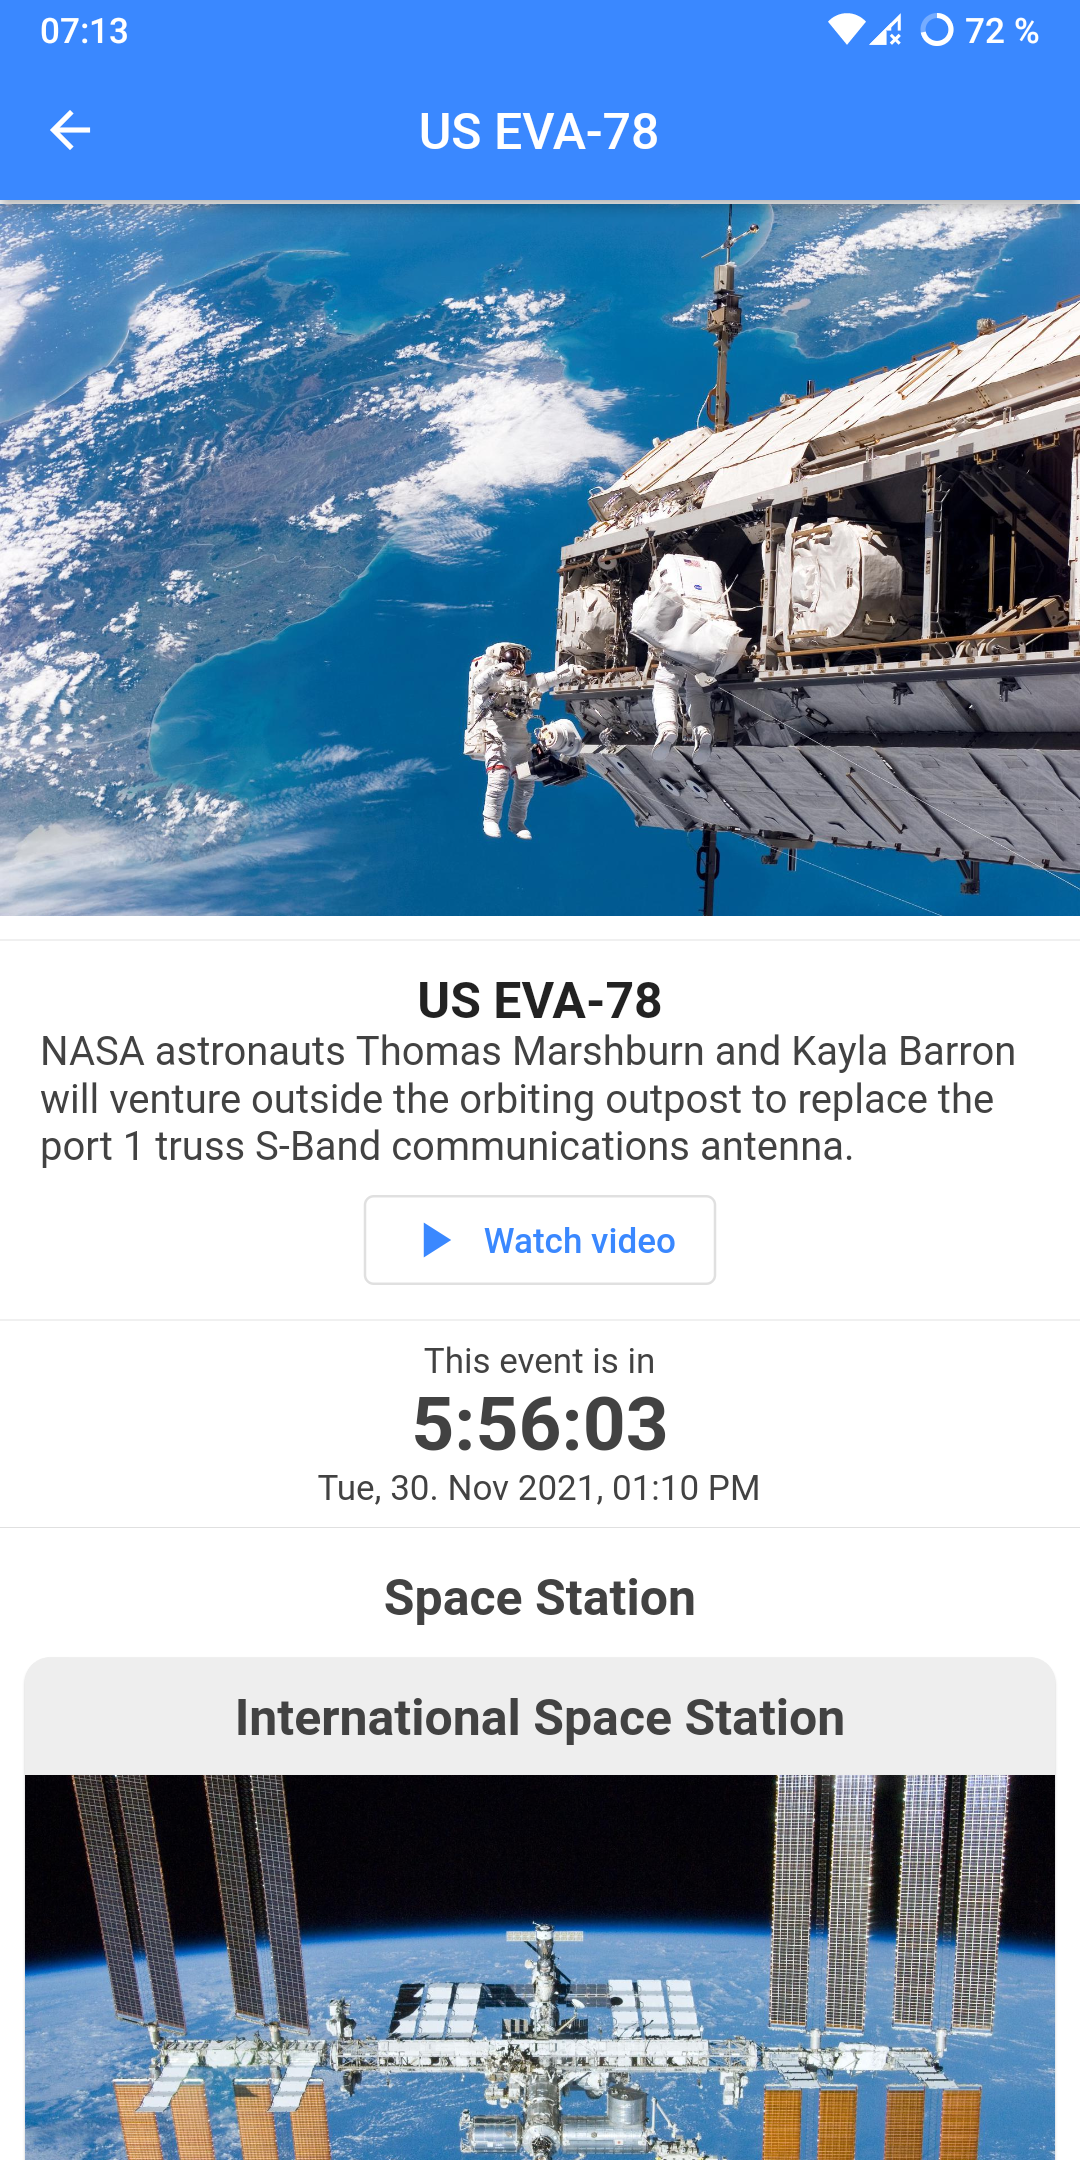 07:13
72 %
US EVA-78
US EVA-78
NASA astronauts Thomas Marshburn and Kayla Barron
will venture outside the orbiting outpost to replace the
port 1 truss S-Band communications antenna.
Watch video
This event is in
5:56:03
Tue, 30. Nov 2021, 01:10 PM
Space Station
International Space Station